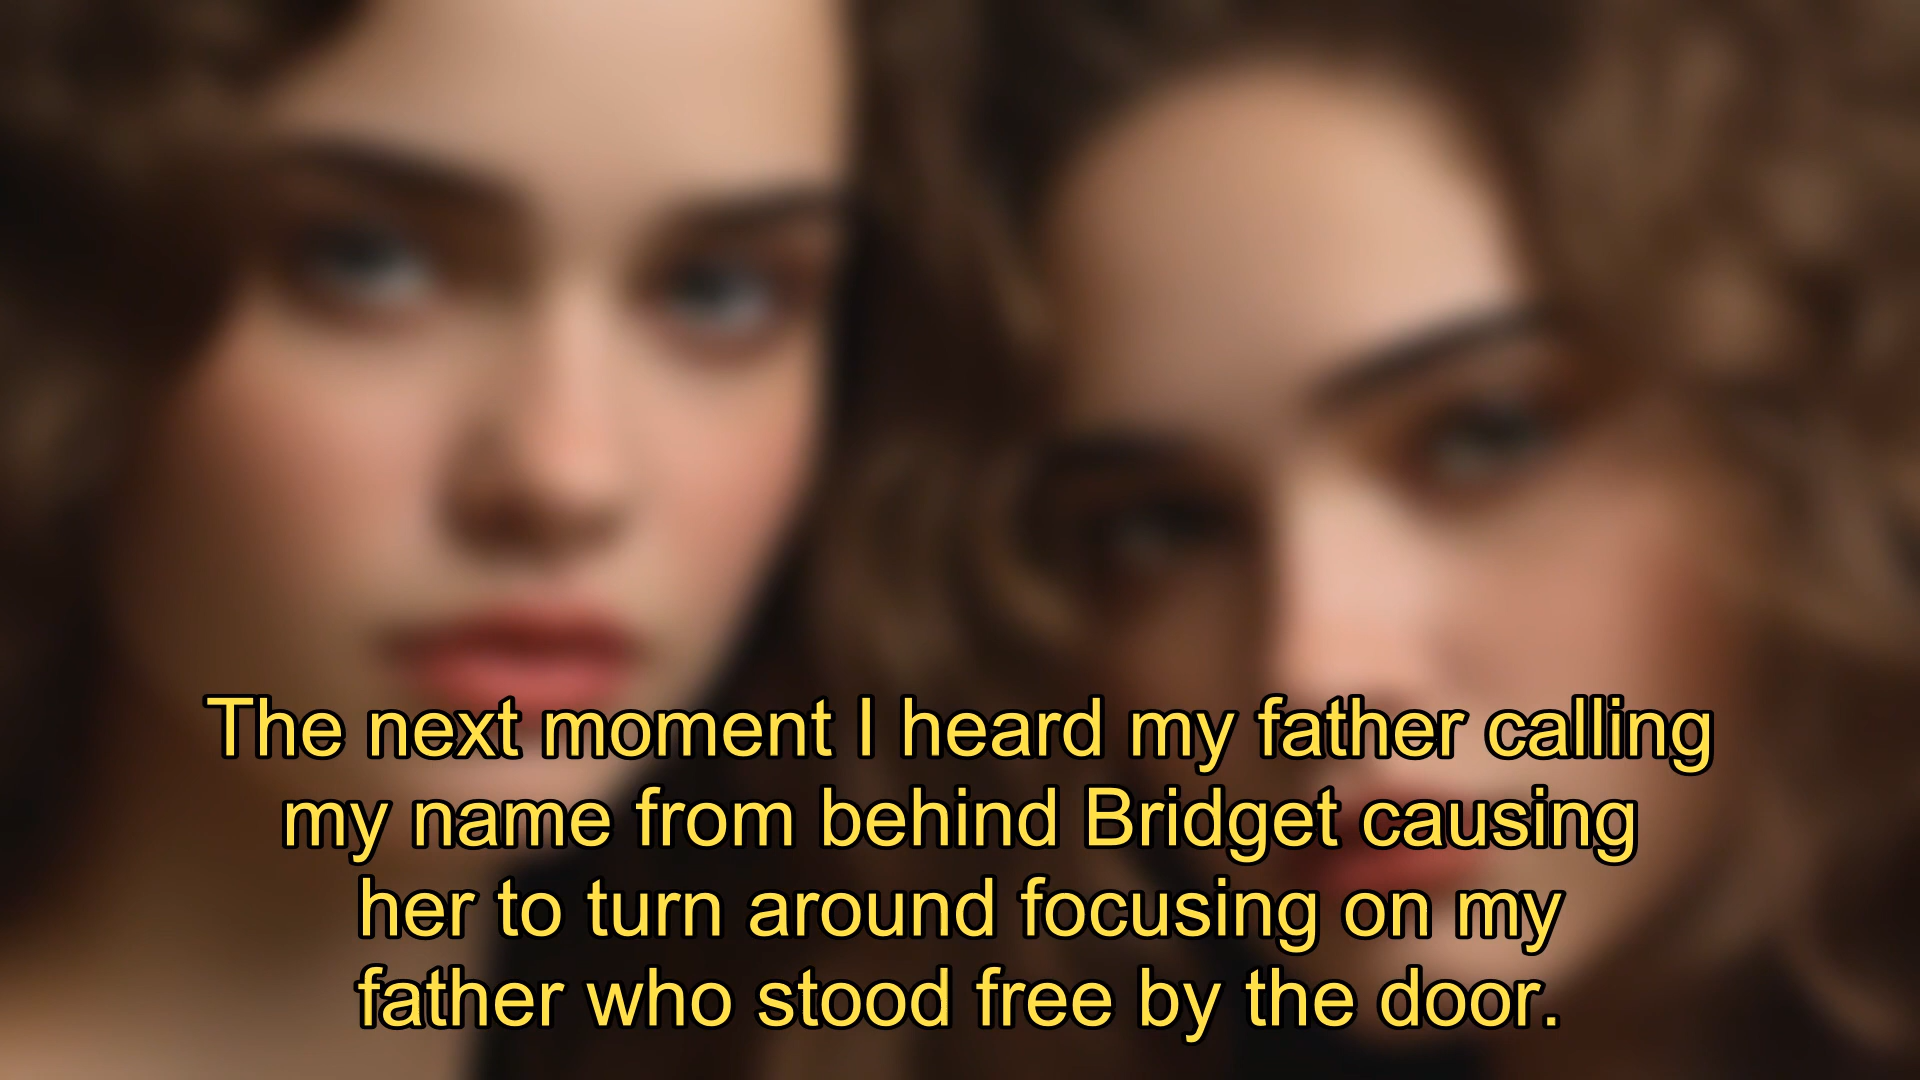 The next moment I heard my father calling
my name from behind Bridget causing
her to turn around focusing on my
father who stood free by the door.